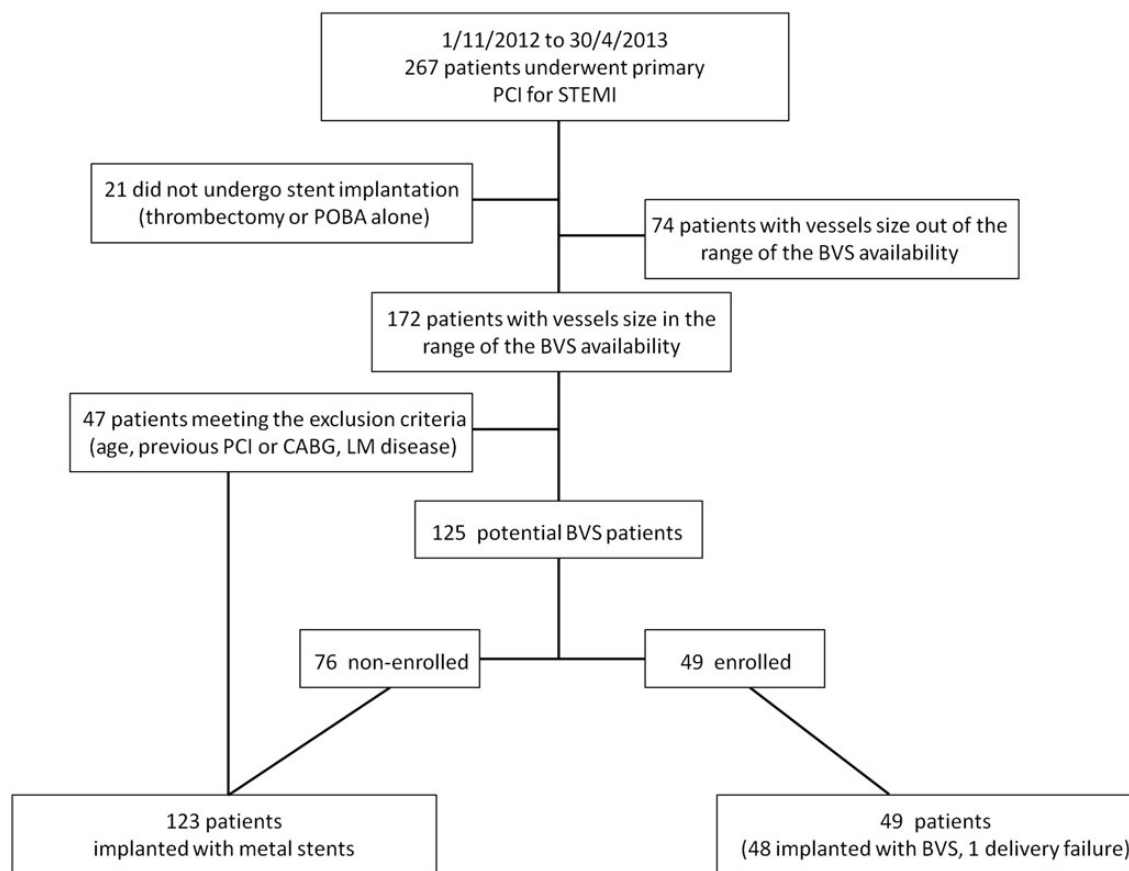 1/11/2012 to 30/4/2013
267 patients underwent primary
PCI for STEMI
21 did not undergo stent implantation
(thrombectomy or POBA alone)
74 patients with vessels size out of the
range of the BVS availability
172 patients with vessels size in the
range of the BVS availability
47 patients meeting the exclusion criteria
(age, previous PCI or CABG, LM disease)
125 potential BVS patients
76 non-enrolled
49 enrolled
123 patients
implanted with metal stents
49 patients
(48 implanted with BVS, 1 delivery failure)